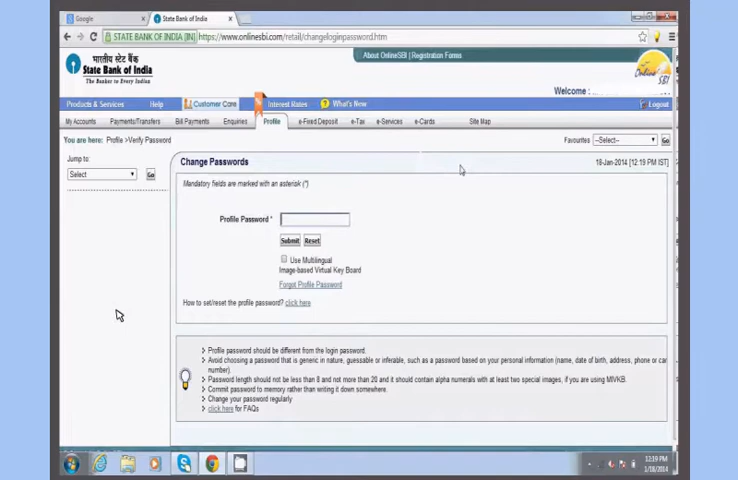 Google
State Bank of India
STATE BANK OF INDIA [IN] https://www.onlinesbi.com/retail/changeloginpassword.htm
About OnlineSBI | Registration Forms
भारतीय स्टेट बैंक
State Bank of India
The Banker to Every Indian
Online SBI
Welcome :
Products & Services Help Customer Care Interest Rates What's New Logout
My Accounts Payments/Transfers Bill Payments Enquiries Profile e-Fixed Deposit e-Tax e-Services e-Cards Site Map
You are here: Profile >Verify Password
Favourites --Select-- Go
Jump to:
Select Go
Change Passwords
18-Jan-2014 [12:19 PM IST]
Mandatory fields are marked with an asterisk (*)
Profile Password *
Submit Reset
Use Multilingual
Image-based Virtual Key Board
Forgot Profile Password
How to set/reset the profile password? click here
Profile password should be different from the login password.
Avoid choosing a password that is generic in nature, guessable or inferable, such as a password based on your personal information (name, date of birth, address, phone or car
number).
Password length should not be less than 8 and not more than 20 and it should contain alpha numerals with at least two special images, if you are using MIVKB.
Commit password to memory rather than writing it down somewhere.
Change your password regularly
click here for FAQs
12:19 PM
1/18/2014